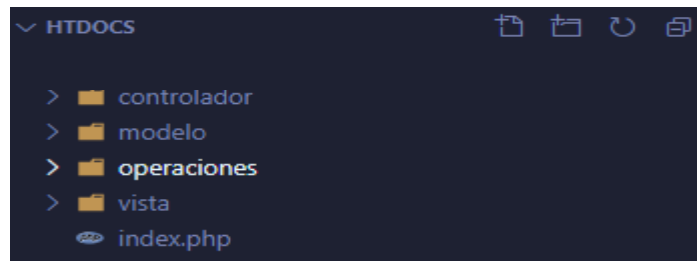 HTDOCS
controlador
modelo
operaciones
vista
index.php